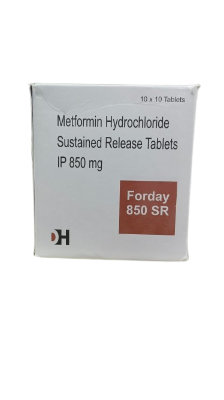 10 x 10 Tablets
Metformin Hydrochloride
Sustained Release Tablets
IP 850 mg
Forday
850 SR
DH